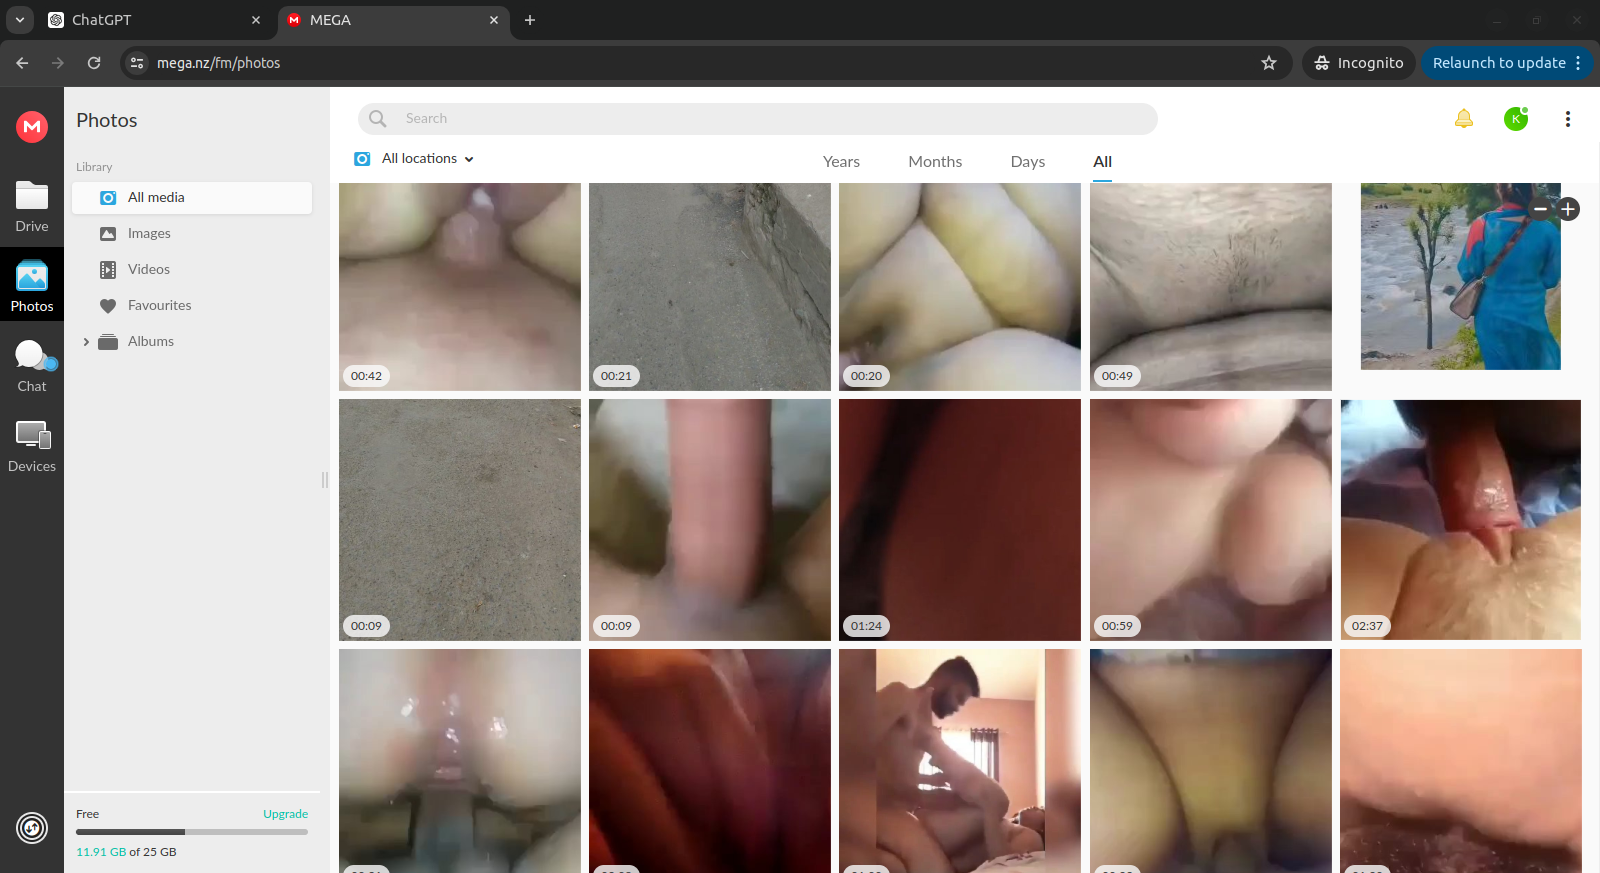 ChatGPT
MEGA
mega.nz/fm/photos
Incognito
Relaunch to update
Photos
Search
K
Library
All locations
Years
Months
Days
All
All media
Drive
Images
Videos
Photos
Favourites
Albums
00:42
00:21
00:20
00:49
Chat
Devices
00:09
00:09
01:24
00:59
02:37
Free
Upgrade
11.91 GB of 25 GB